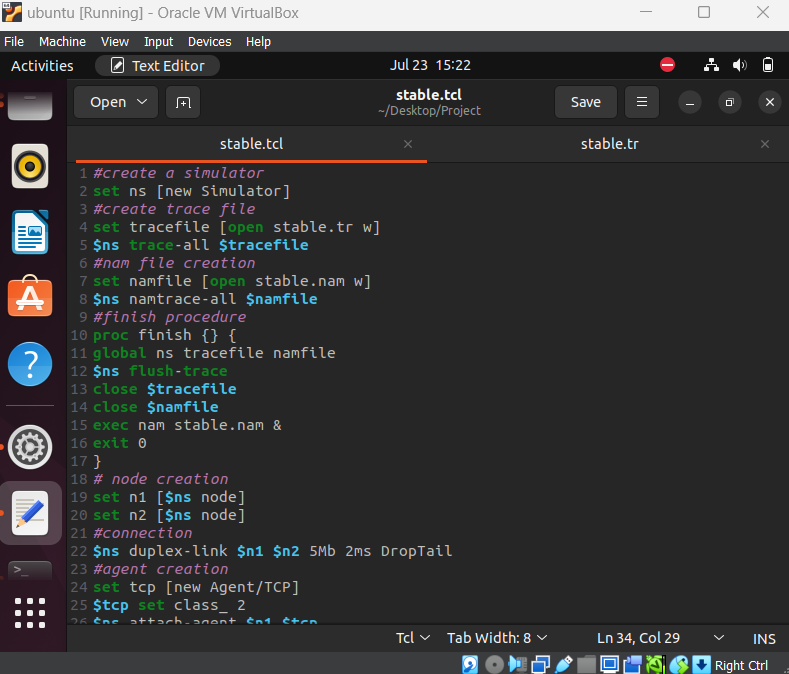 ubuntu [Running] - Oracle VM VirtualBox
File Machine View Input Devices Help
Activities Text Editor Jul 23 15:22
Open stable.tcl Save
~/Desktop/Project
stable.tcl stable.tr
1 #create a simulator
2 set ns [new Simulator]
3 #create trace file
4 set tracefile [open stable.tr w]
5 $ns trace-all $tracefile
6 #nam file creation
7 set namfile [open stable.nam w]
8 $ns namtrace-all $namfile
9 #finish procedure
10 proc finish {} {
11 global ns tracefile namfile
12 $ns flush-trace
13 close $tracefile
14 close $namfile
15 exec nam stable.nam &
16 exit 0
17 }
18 # node creation
19 set n1 [$ns node]
20 set n2 [$ns node]
21 #connection
22 $ns duplex-link $n1 $n2 5Mb 2ms DropTail
23 #agent creation
24 set tcp [new Agent/TCP]
25 $tcp set class_ 2
26 $ns attach-agent $n1 $tcp
Tcl Tab Width: 8 Ln 34, Col 29 INS
Right Ctrl